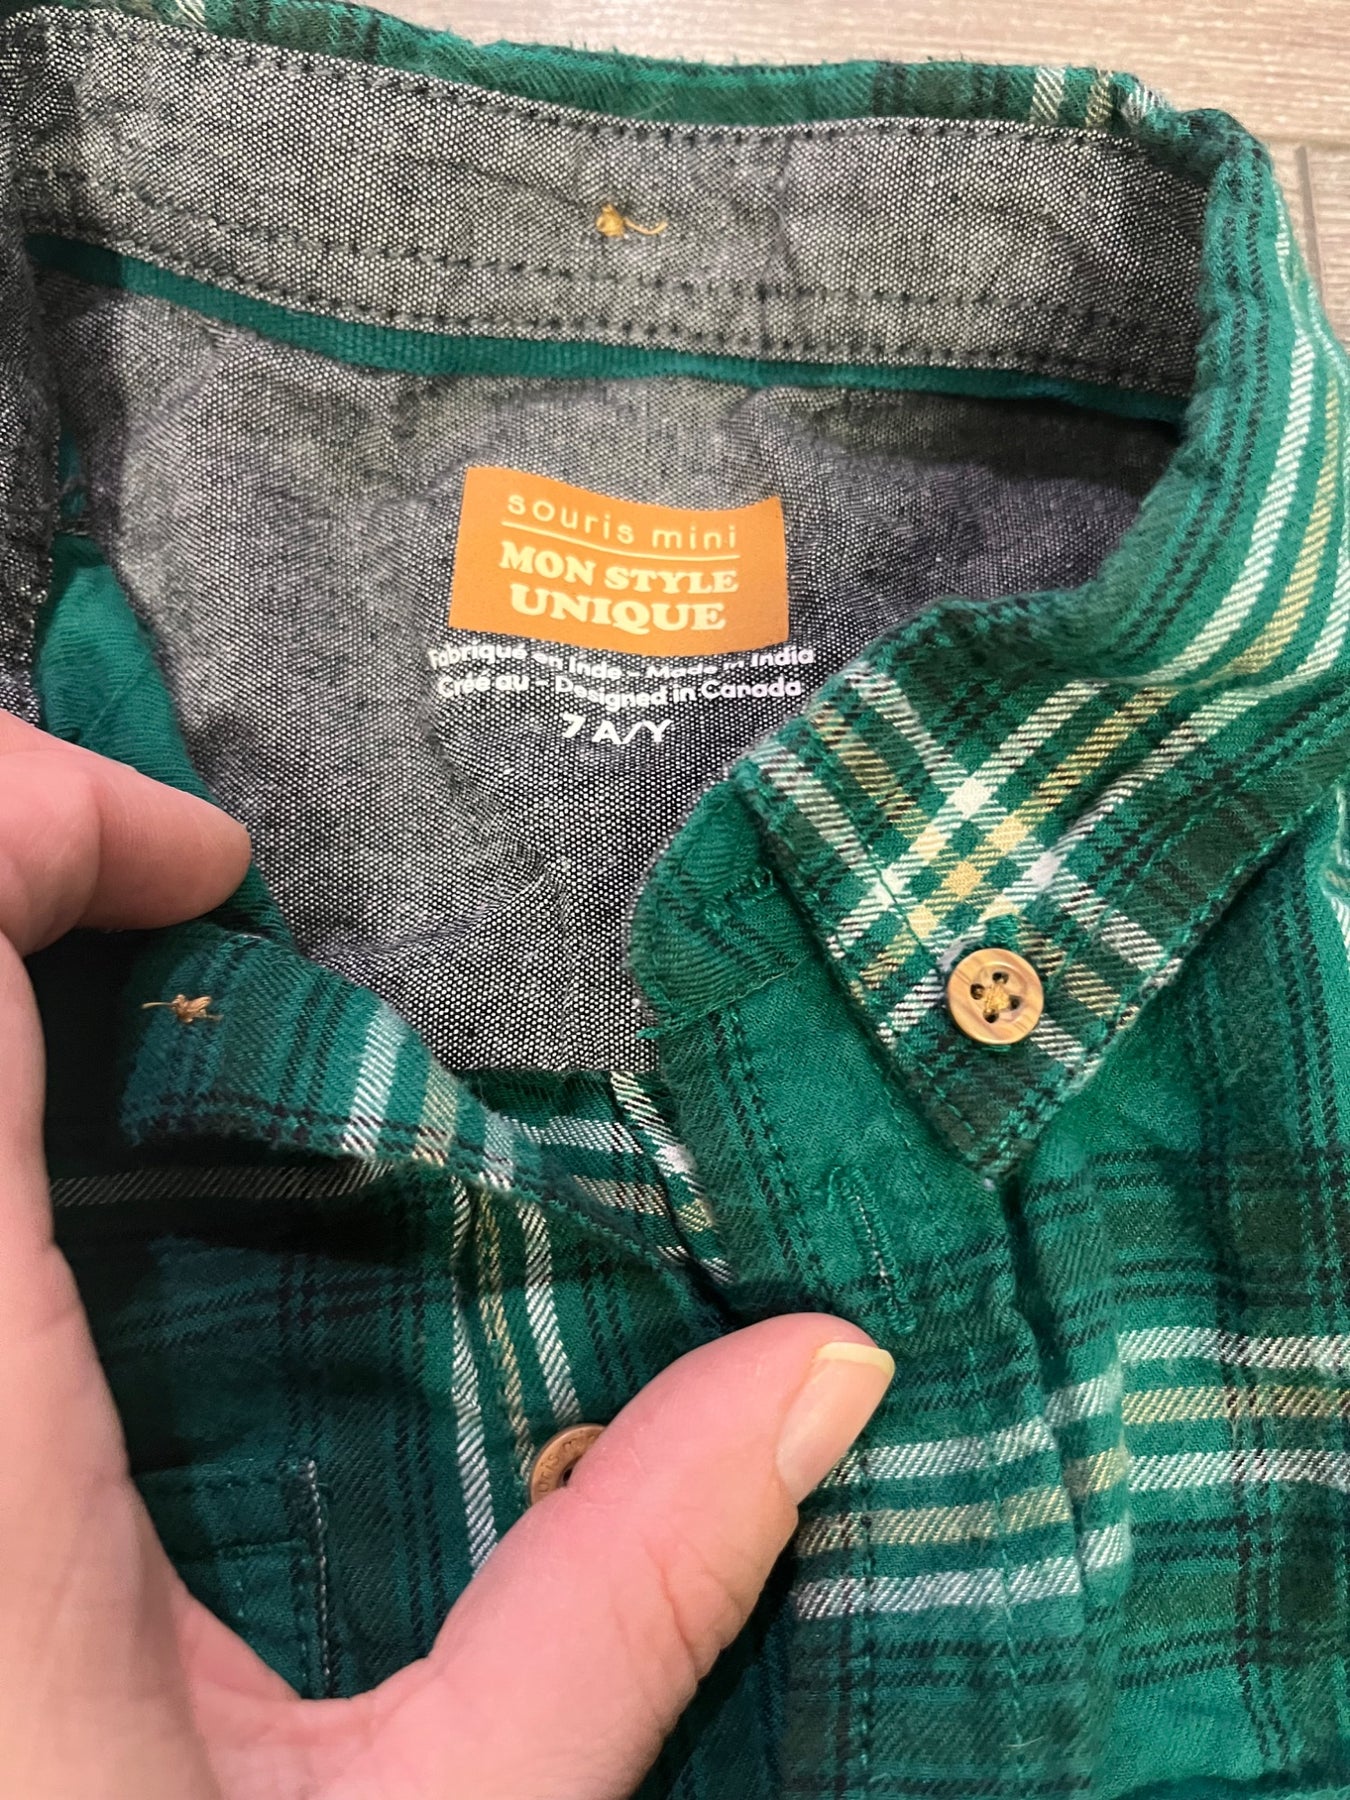 souris mini
MON STYLE
UNIQUE
Fabriqué en Inde - Made in India
Créé au - Designed in Canada
7 A/Y